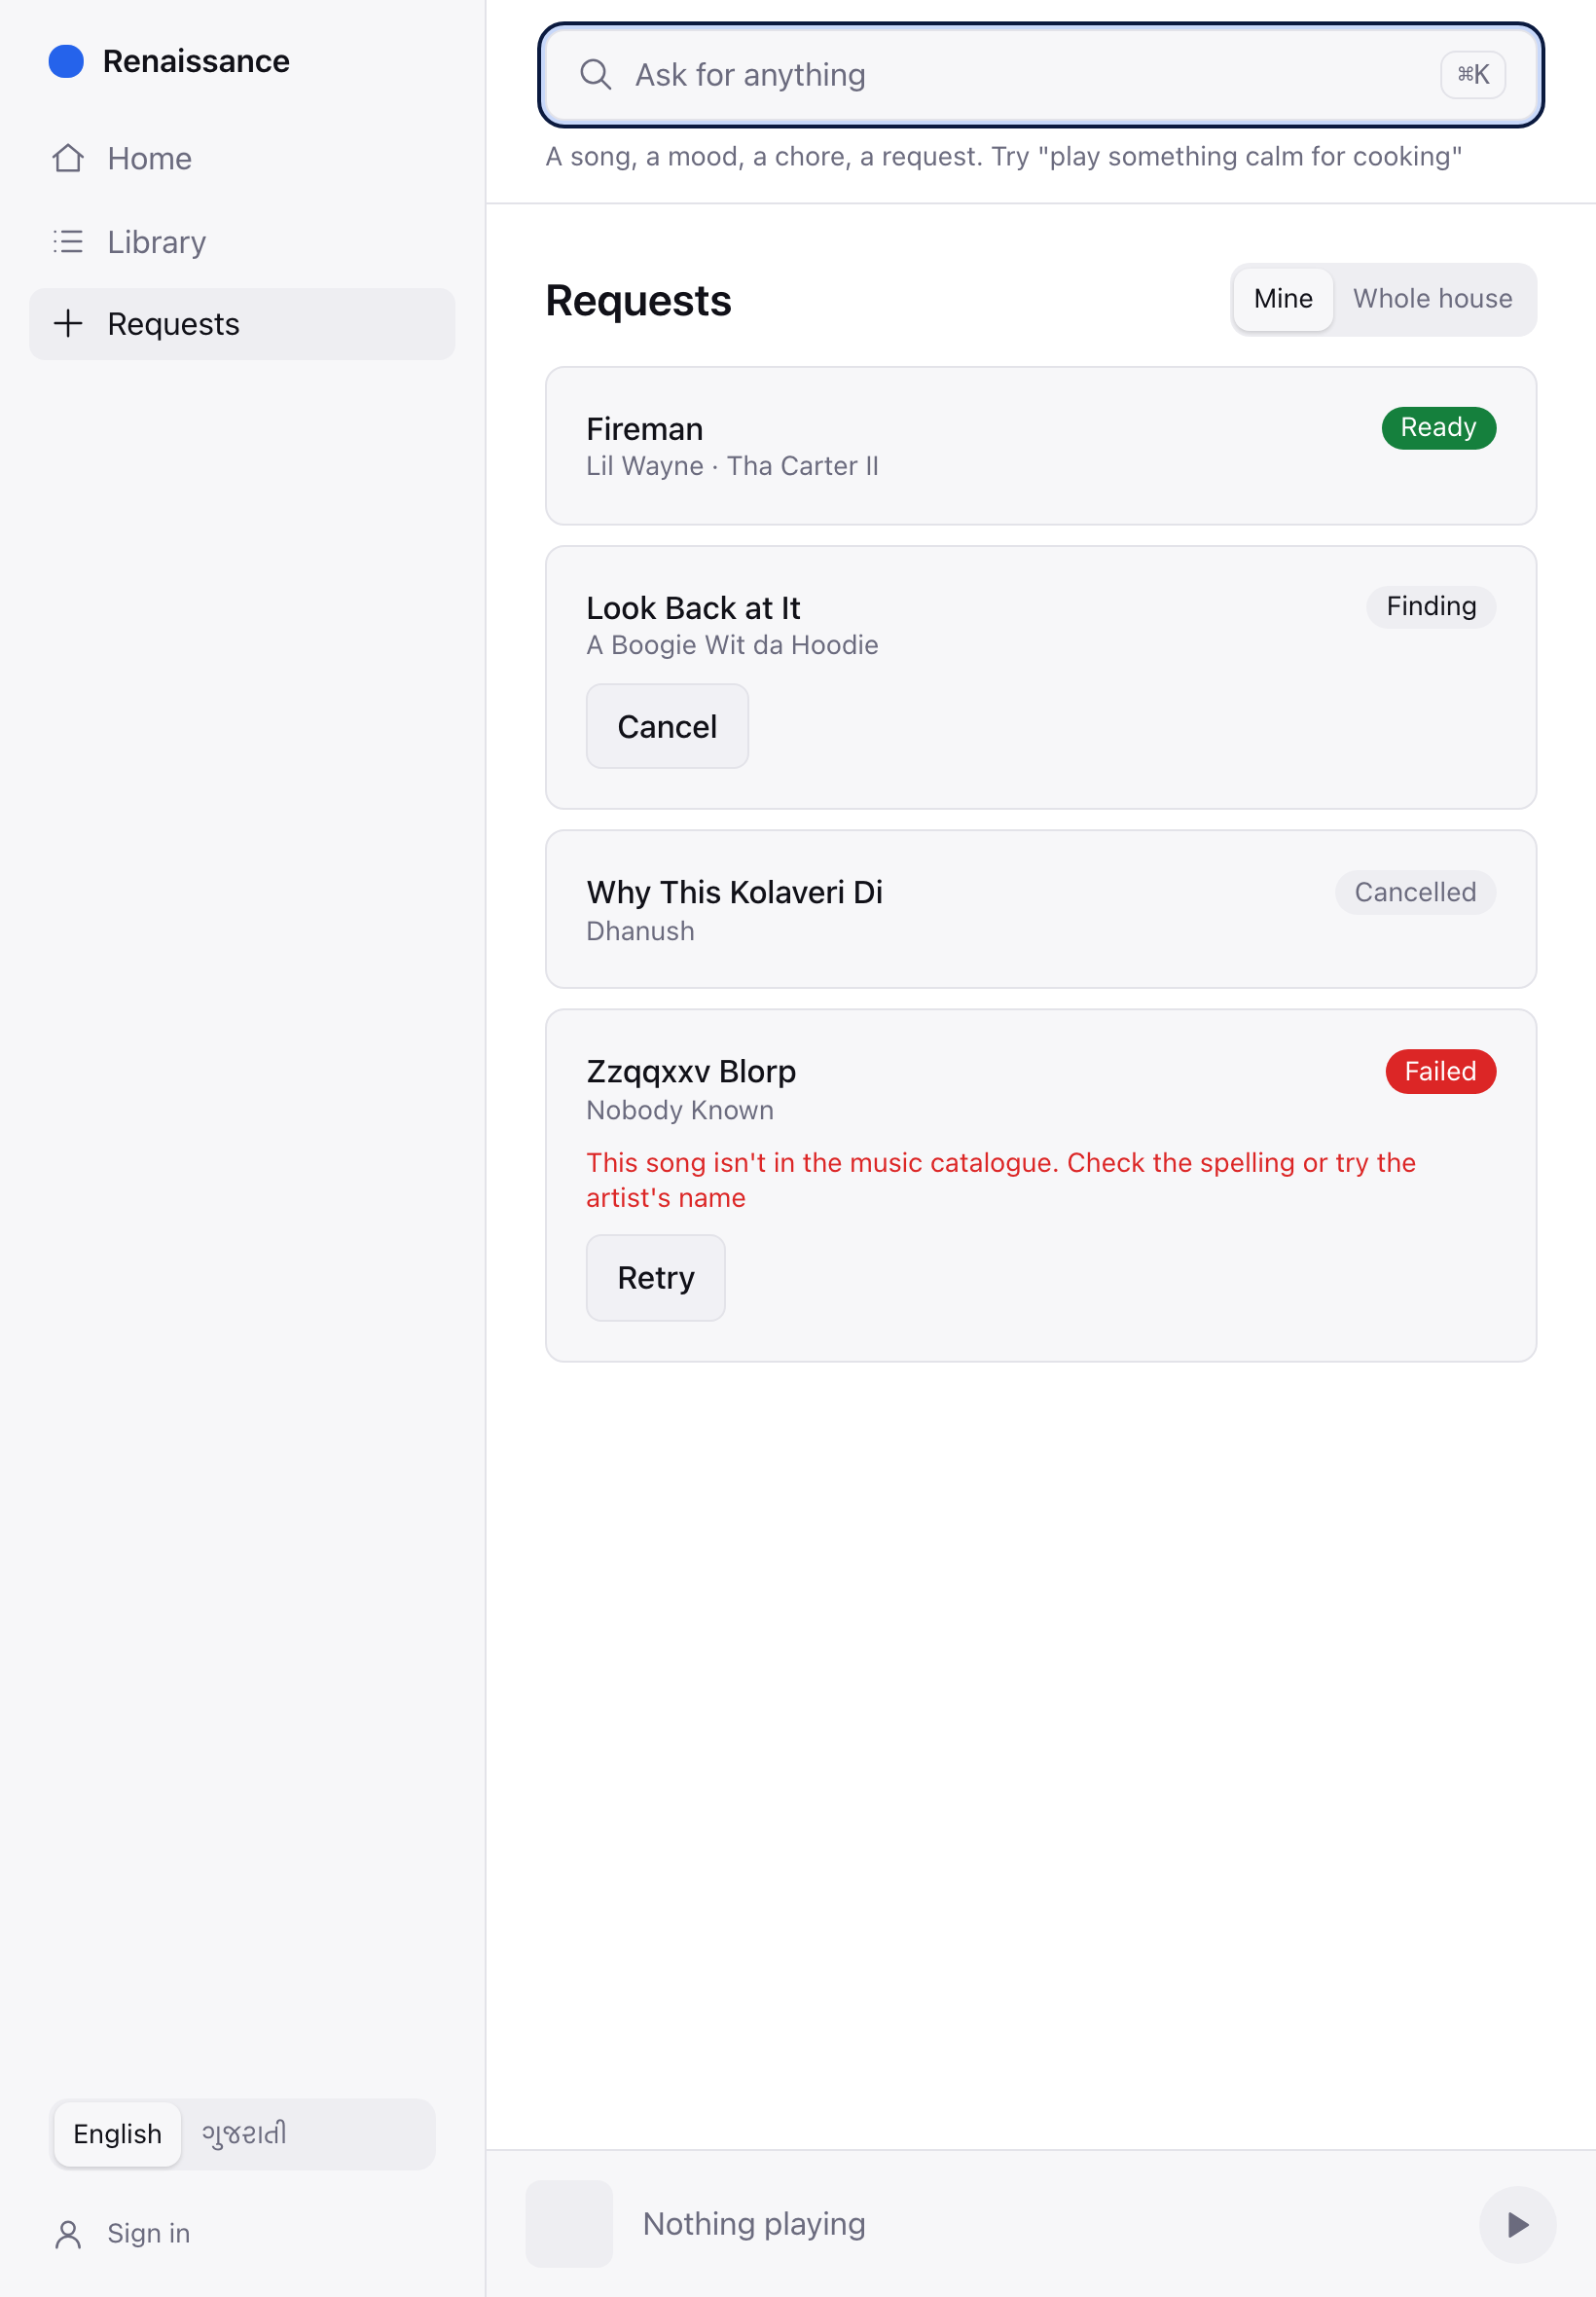 Renaissance
Home
Library
Requests
English ગુજરાતી
Sign in
Ask for anything ⌘K
A song, a mood, a chore, a request. Try "play something calm for cooking"
Requests
Mine Whole house
Fireman
Ready
Lil Wayne · Tha Carter II
Look Back at It
Finding
A Boogie Wit da Hoodie
Cancel
Why This Kolaveri Di
Cancelled
Dhanush
Zzqqxxv Blorp
Failed
Nobody Known
This song isn't in the music catalogue. Check the spelling or try the
artist's name
Retry
Nothing playing